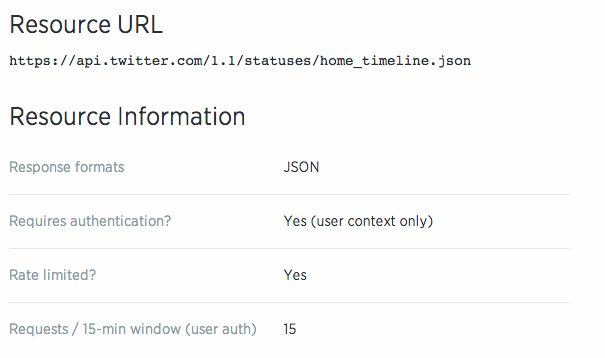 Resource URL
https://api.twitter.com/1.1/statuses/home_timeline.json
Resource Information
Response formats JSON
Requires authentication? Yes (user context only)
Rate limited? Yes
Requests / 15-min window (user auth) 15